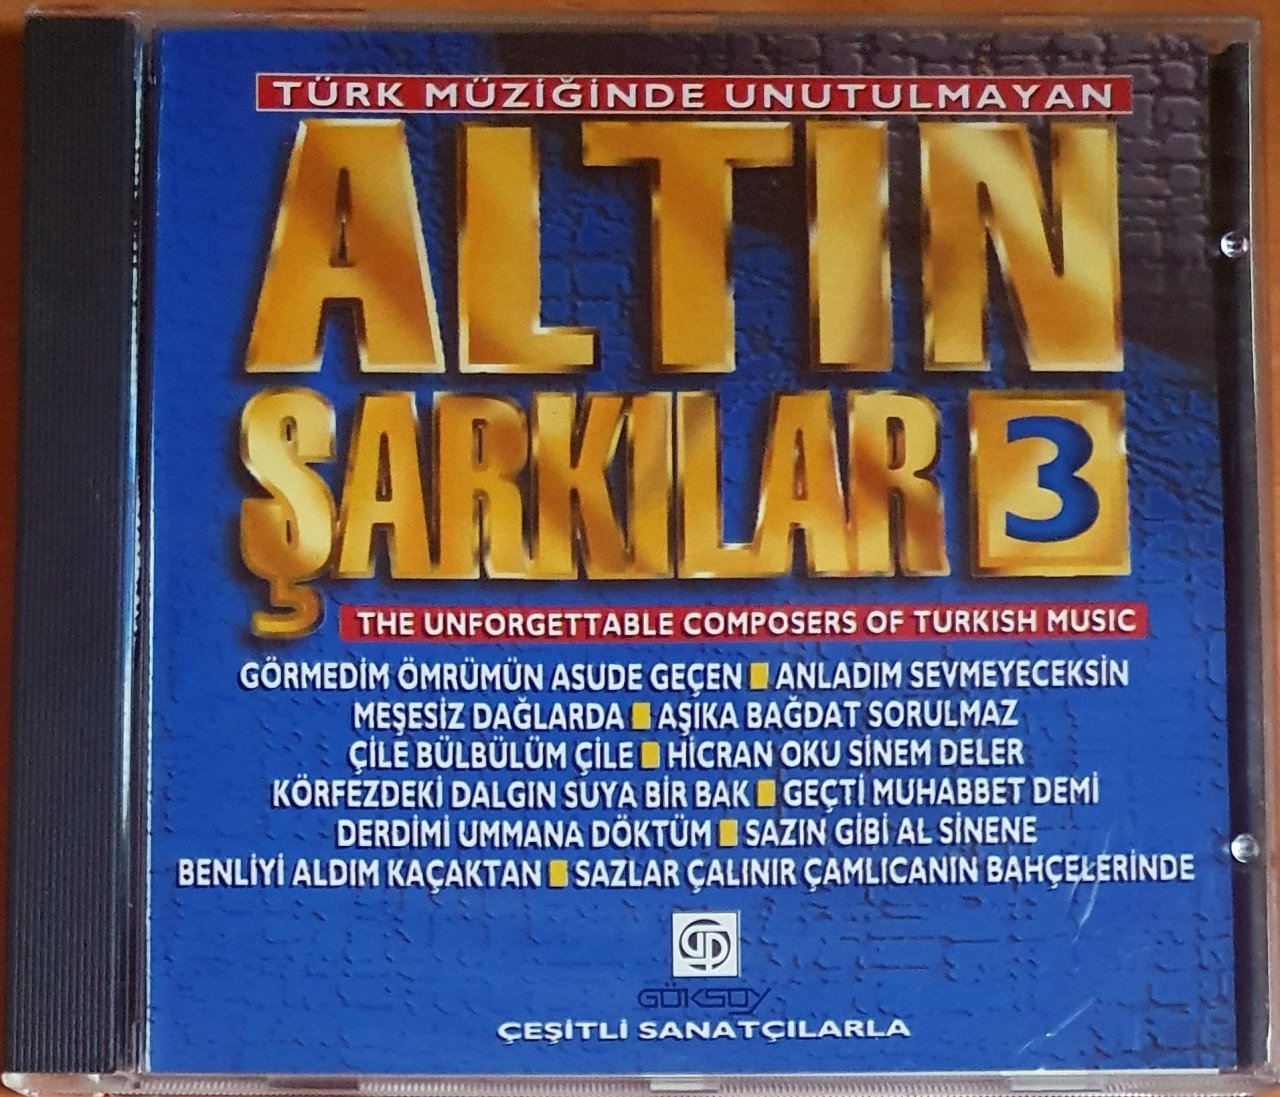 TÜRK MÜZİĞİNDE UNUTULMAYAN
ALTIN
ŞARKILAR 3
THE UNFORGETTABLE COMPOSERS OF TURKISH MUSIC
GÖRMEDİM ÖMRÜMÜN ASUDE GEÇEN ANLADIM SEVMEYECEKSİN
MEŞESİZ DAĞLARDA AŞIKA BAĞDAT SORULMAZ
ÇİLE BÜLBÜLÜM ÇİLE HİCRAN OKU SİNEM DELER
KÖRFEZDEKİ DALGIN SUYA BİR BAK GEÇTİ MUHABBET DEMİ
DERDİMİ UMMANA DÖKTÜM SAZIN GİBİ AL SİNENE
BENLİYİ ALDIM KAÇAKTAN SAZLAR ÇALINIR ÇAMLICANIN BAHÇELERİNDE
GÖKSOY
ÇEŞİTLİ SANATÇILARLA